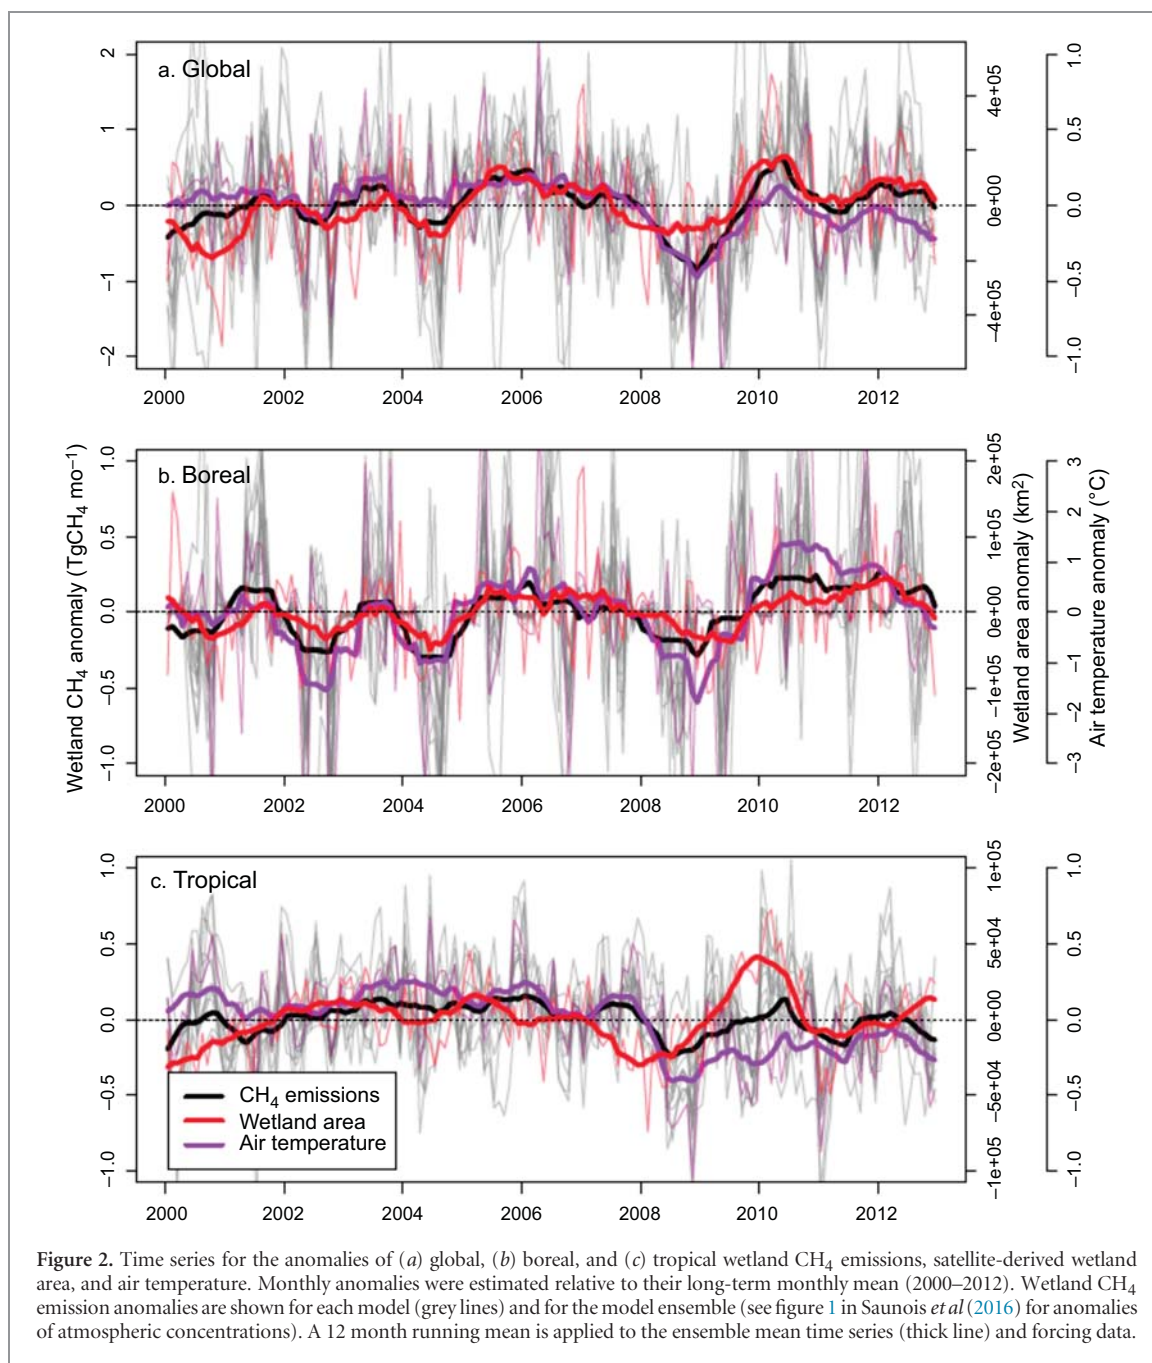 a. Global
2
1
0
−1
−2
4e+05
0e+00
−4e+05
1.0
0.5
0.0
−0.5
−1.0
2000 2002 2004 2006 2008 2010 2012
b. Boreal
Wetland CH4 anomaly (TgCH4 mo−1)
1.0
0.5
0.0
−0.5
−1.0
2e+05
1e+05
0e+00
−1e+05
−2e+05
Wetland area anomaly (km2)
3
2
1
0
−1
−2
−3
Air temperature anomaly (°C)
2000 2002 2004 2006 2008 2010 2012
c. Tropical
1.0
0.5
0.0
−0.5
−1.0
1e+05
5e+04
0e+00
−5e+04
−1e+05
1.0
0.5
0.0
−0.5
−1.0
CH4 emissions
Wetland area
Air temperature
2000 2002 2004 2006 2008 2010 2012
Figure 2. Time series for the anomalies of (a) global, (b) boreal, and (c) tropical wetland CH4 emissions, satellite-derived wetland
area, and air temperature. Monthly anomalies were estimated relative to their long-term monthly mean (2000–2012). Wetland CH4
emission anomalies are shown for each model (grey lines) and for the model ensemble (see figure 1 in Saunois et al (2016) for anomalies
of atmospheric concentrations). A 12 month running mean is applied to the ensemble mean time series (thick line) and forcing data.